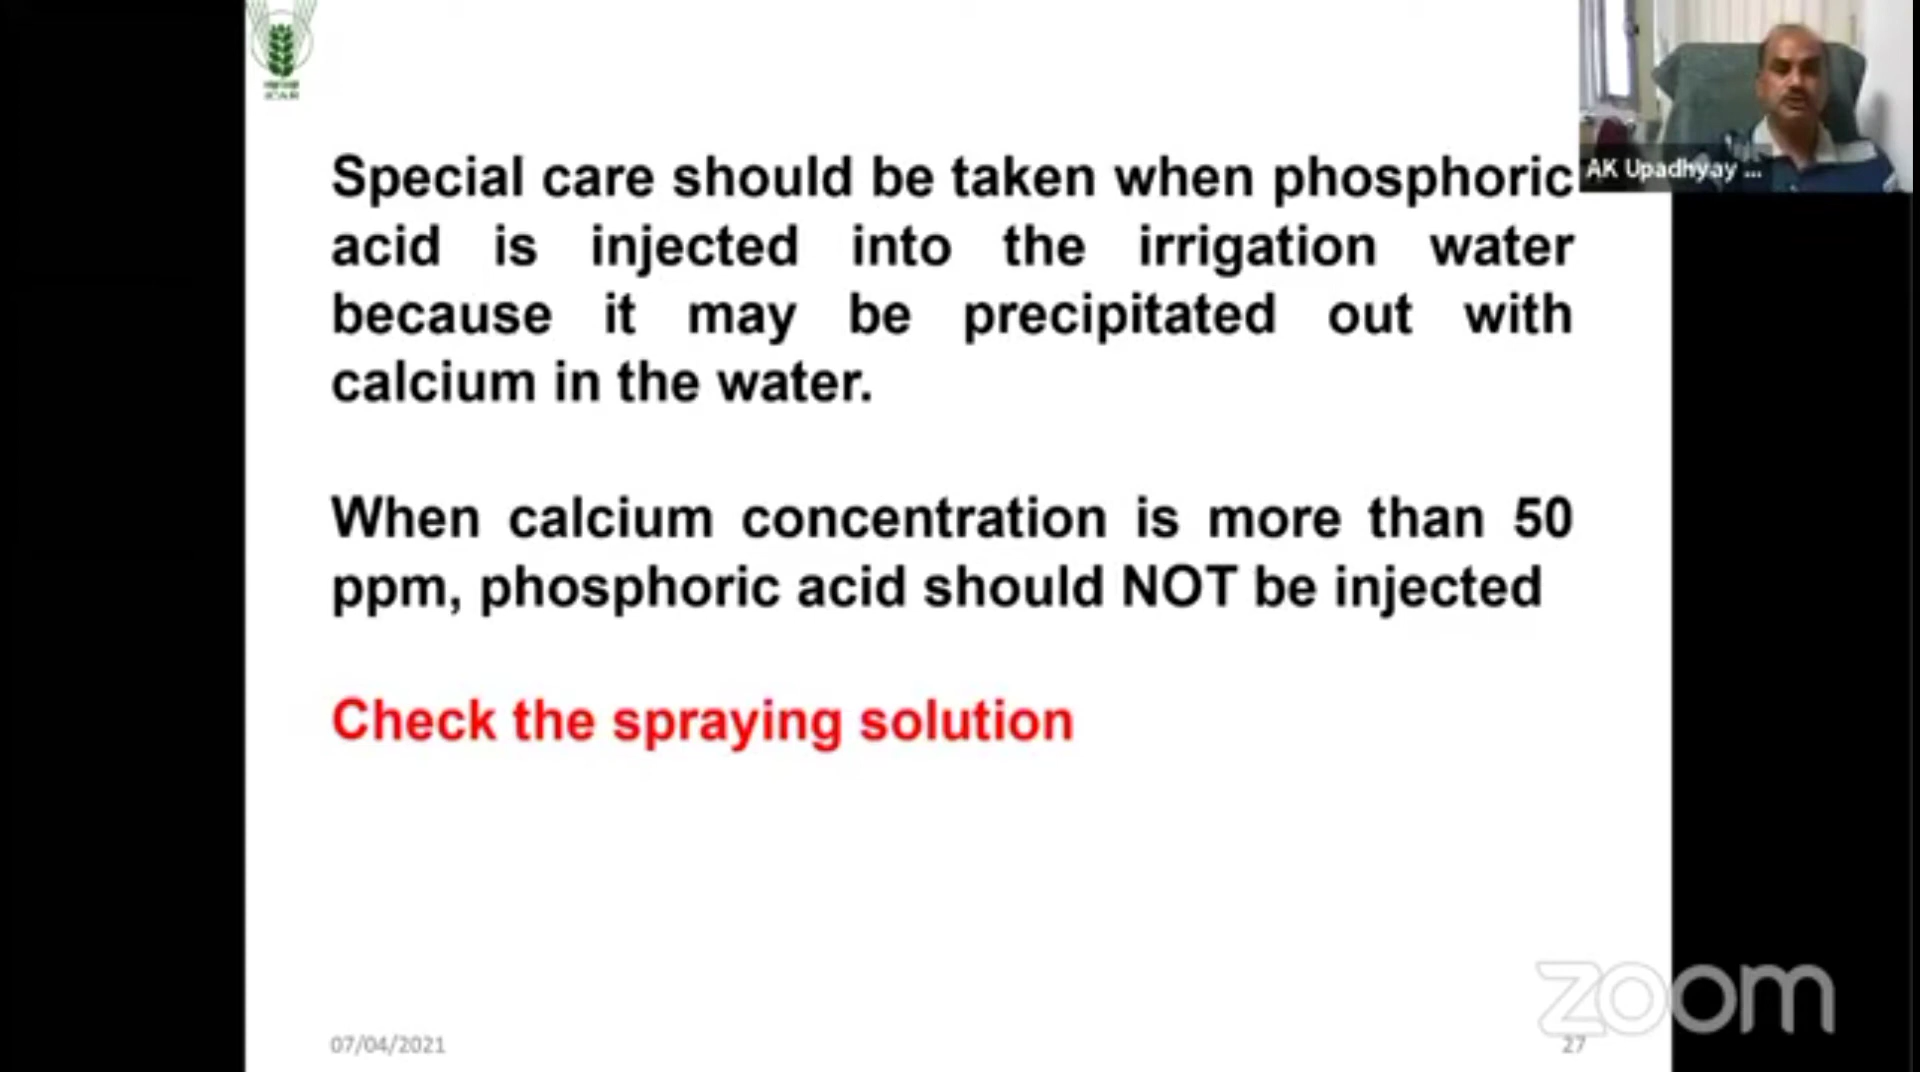 ICAR
AK Upadhyay ...
Special care should be taken when phosphoric
acid is injected into the irrigation water
because it may be precipitated out with
calcium in the water.
When calcium concentration is more than 50
ppm, phosphoric acid should NOT be injected
Check the spraying solution
zoom
07/04/2021
27